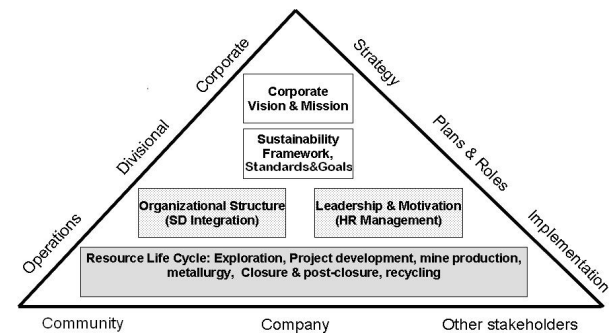 Corporate
Strategy
Corporate
Vision & Mission
Divisional
Plans & Roles
Sustainability
Framework,
Standards&Goals
Operations
Implementation
Organizational Structure
(SD Integration)
Leadership & Motivation
(HR Management)
Resource Life Cycle: Exploration, Project development, mine production,
metallurgy, Closure & post-closure, recycling
Community
Company
Other stakeholders